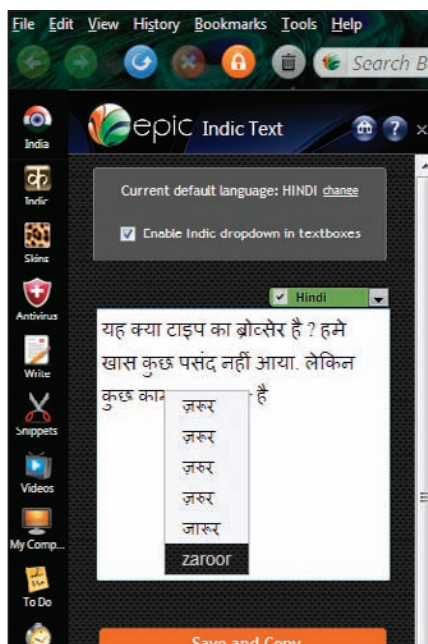 File Edit View History Bookmarks Tools Help
Search B
epic Indic Text
India
Current default language: HINDI change
Indic
Enable Indic dropdown in textboxes
Skins
Hindi
Antivirus
यह क्या टाइप का ब्रोव्सेर है ? हमे
खास कुछ पसंद नहीं आया. लेकिन
कुछ काम है
Write
Snippets
ज़रूर
ज़रूर
ज़रुर
ज़रुर
जारूर
zaroor
Videos
My Comp...
To Do
Save and Copy